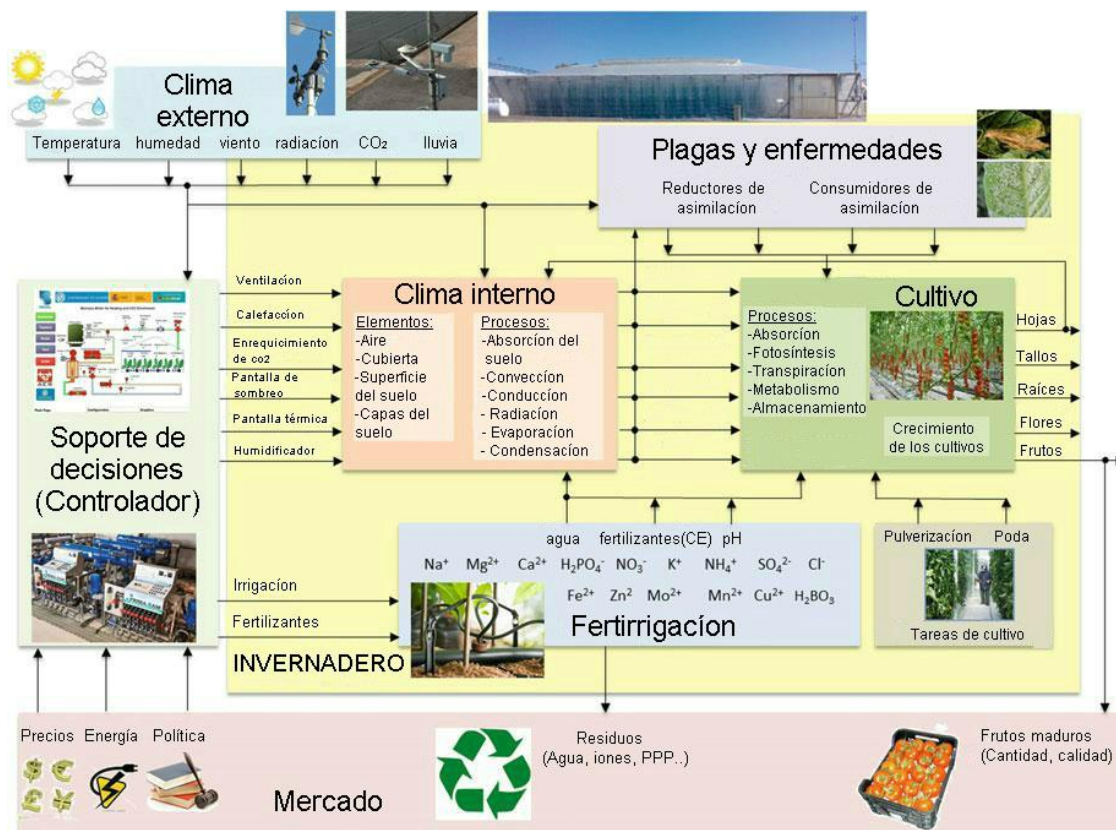 Clima
externo
Temperatura humedad viento radiacíon CO₂ lluvia
Plagas y enfermedades
Reductores de
asimilacíon
Consumidores de
asimilacíon
Ventilacíon
Calefaccíon
Enrequicimiento
de co2
Pantalla de
sombreo
Pantalla térmica
Humidificador
Clima interno
Elementos:
-Aire
-Cubierta
-Superficie
del suelo
-Capas del
suelo
Procesos:
-Absorcíon del
suelo
-Conveccíon
-Conduccíon
- Radiacíon
- Evaporacíon
- Condensacíon
Cultivo
Procesos:
-Absorcíon
-Fotosíntesis
-Transpiracíon
-Metabolismo
-Almacenamiento
Crecimiento
de los cultivos
Hojas
Tallos
Raíces
Flores
Frutos
Soporte de
decisiones
(Controlador)
Irrigacíon
Fertilizantes
INVERNADERO
agua fertilizantes(CE) pH
Na⁺ Mg²⁺ Ca²⁺ H₂PO₄⁻ NO₃⁻ K⁺ NH₄⁺ SO₄²⁻ Cl⁻
Fe²⁺ Zn² Mo²⁺ Mn²⁺ Cu²⁺ H₂BO₃
Fertirrigacíon
Pulverizacíon Poda
Tareas de cultivo
Precios Energía Política
Mercado
Residuos
(Agua, iones, PPP..)
Frutos maduros
(Cantidad, calidad)